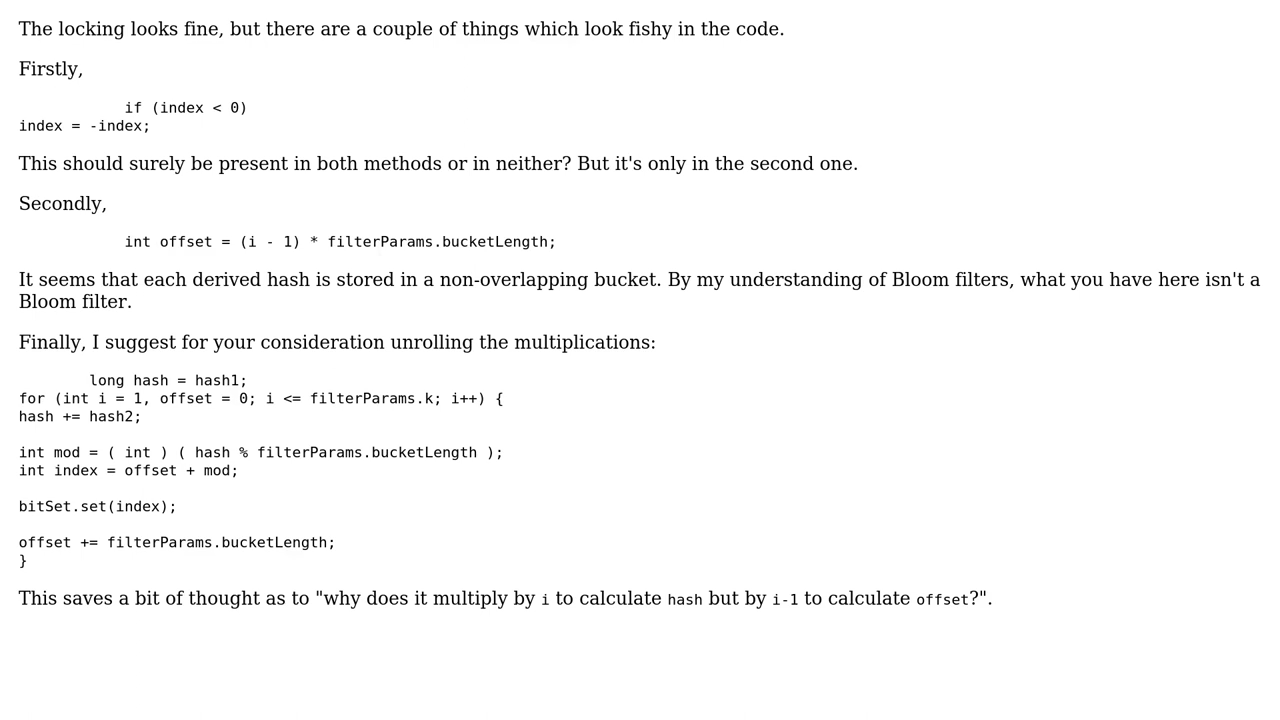 The locking looks fine, but there are a couple of things which look fishy in the code.
Firstly,
if (index < 0)
index = -index;
This should surely be present in both methods or in neither? But it's only in the second one.
Secondly,
int offset = (i - 1) * filterParams.bucketLength;
It seems that each derived hash is stored in a non-overlapping bucket. By my understanding of Bloom filters, what you have here isn't a
Bloom filter.
Finally, I suggest for your consideration unrolling the multiplications:
long hash = hash1;
for (int i = 1, offset = 0; i <= filterParams.k; i++) {
hash += hash2;
int mod = ( int ) ( hash % filterParams.bucketLength );
int index = offset + mod;
bitSet.set(index);
offset += filterParams.bucketLength;
}
This saves a bit of thought as to "why does it multiply by i to calculate hash but by i-1 to calculate offset?".